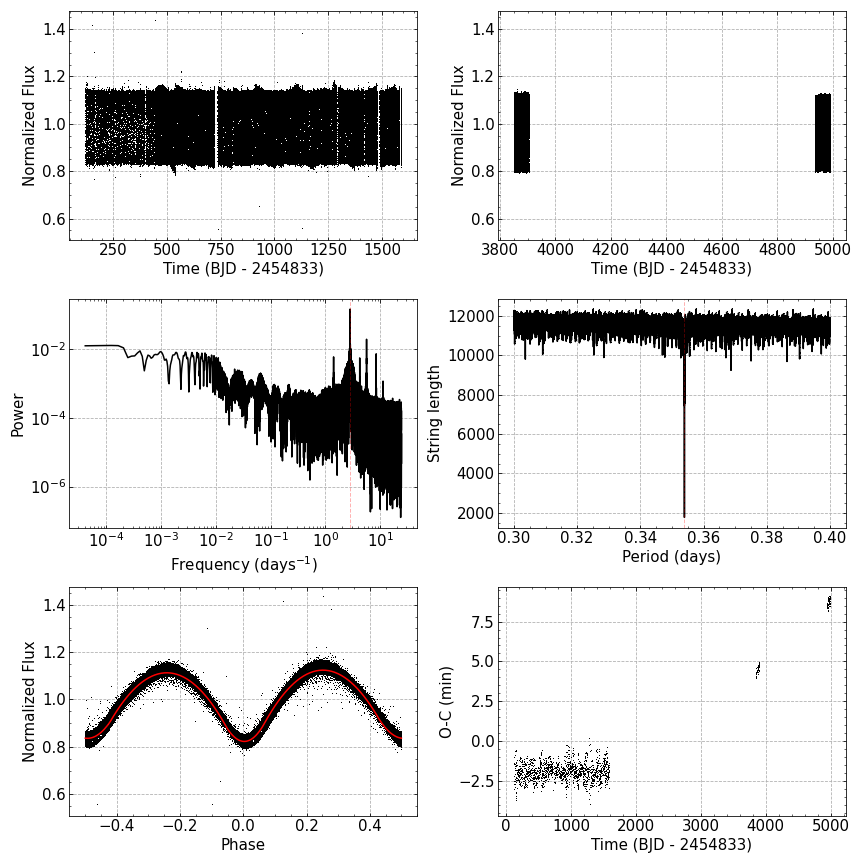 1.4
1.2
1.0
0.8
0.6
Normalized Flux
250 500 750 1000 1250 1500
Time (BJD - 2454833)
1.4
1.2
1.0
0.8
0.6
Normalized Flux
3800 4000 4200 4400 4600 4800 5000
Time (BJD - 2454833)
10⁻²
10⁻⁴
10⁻⁶
Power
10⁻⁴ 10⁻³ 10⁻² 10⁻¹ 10⁰ 10¹
Frequency (days⁻¹)
12000
10000
8000
6000
4000
2000
String length
0.30 0.32 0.34 0.36 0.38 0.40
Period (days)
1.4
1.2
1.0
0.8
0.6
Normalized Flux
−0.4 −0.2 0.0 0.2 0.4
Phase
7.5
5.0
2.5
0.0
−2.5
O-C (min)
0 1000 2000 3000 4000 5000
Time (BJD - 2454833)